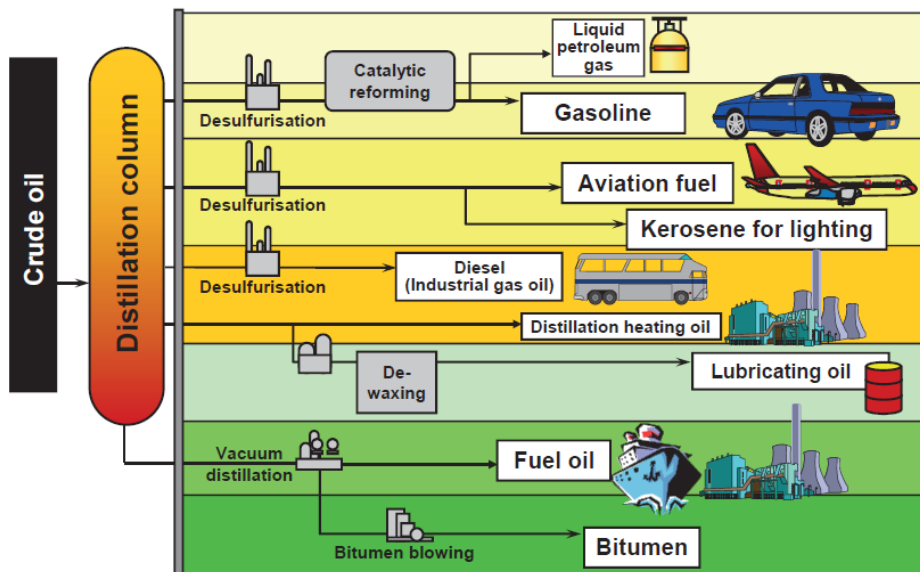 Crude oil
Distillation column
Liquid
petroleum
gas
Catalytic
reforming
Desulfurisation
Gasoline
Desulfurisation
Aviation fuel
Kerosene for lighting
Desulfurisation
Diesel
(Industrial gas oil)
Distillation heating oil
De-
waxing
Lubricating oil
Vacuum
distillation
Fuel oil
Bitumen blowing
Bitumen